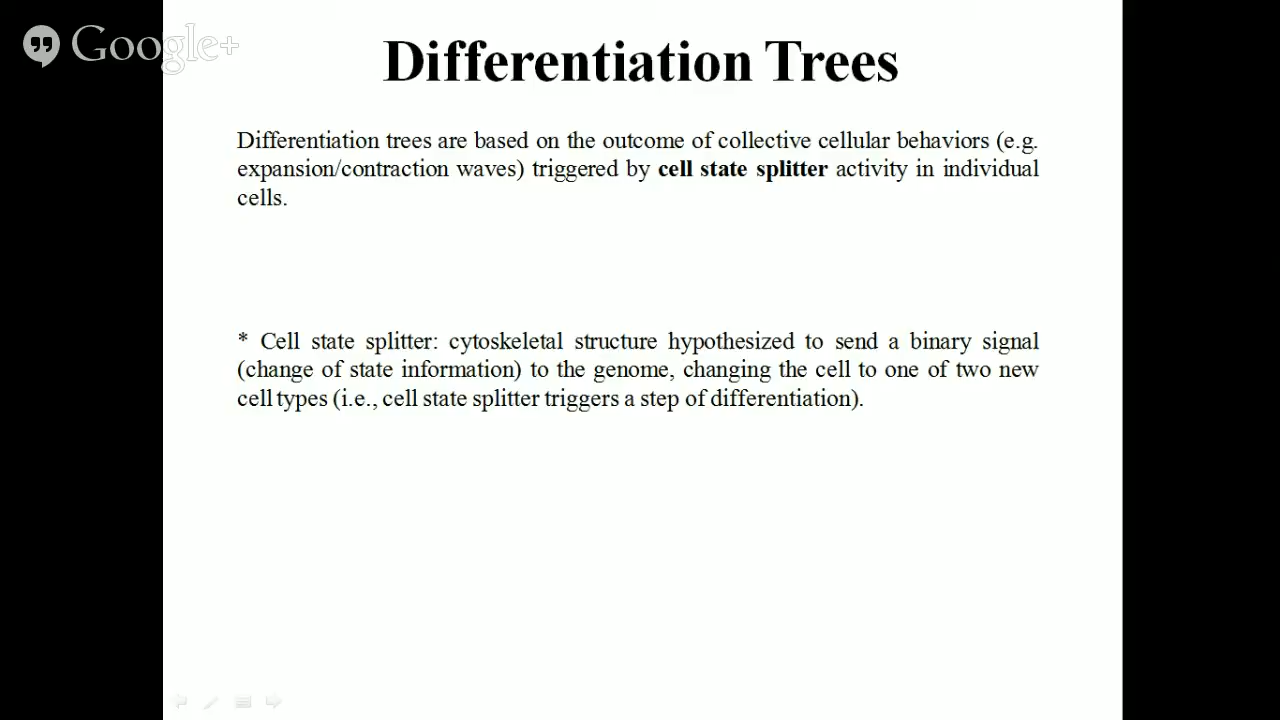 Google+
Differentiation Trees
Differentiation trees are based on the outcome of collective cellular behaviors (e.g.
expansion/contraction waves) triggered by cell state splitter activity in individual
cells.
* Cell state splitter: cytoskeletal structure hypothesized to send a binary signal
(change of state information) to the genome, changing the cell to one of two new
cell types (i.e., cell state splitter triggers a step of differentiation).